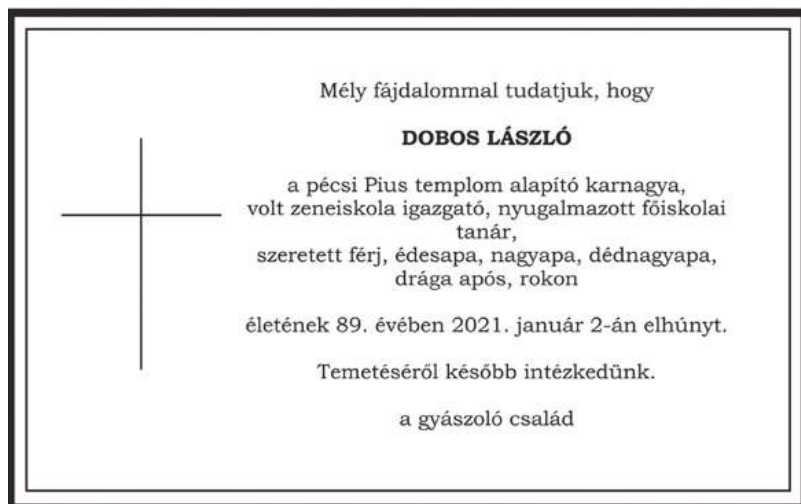 Mély fájdalommal tudatjuk, hogy
DOBOS LÁSZLÓ
a pécsi Pius templom alapító karnagya,
volt zeneiskola igazgató, nyugalmazott főiskolai
tanár,
szeretett férj, édesapa, nagyapa, dédnagyapa,
drága após, rokon
életének 89. évében 2021. január 2-án elhúnyt.
Temetéséről később intézkedünk.
a gyászoló család